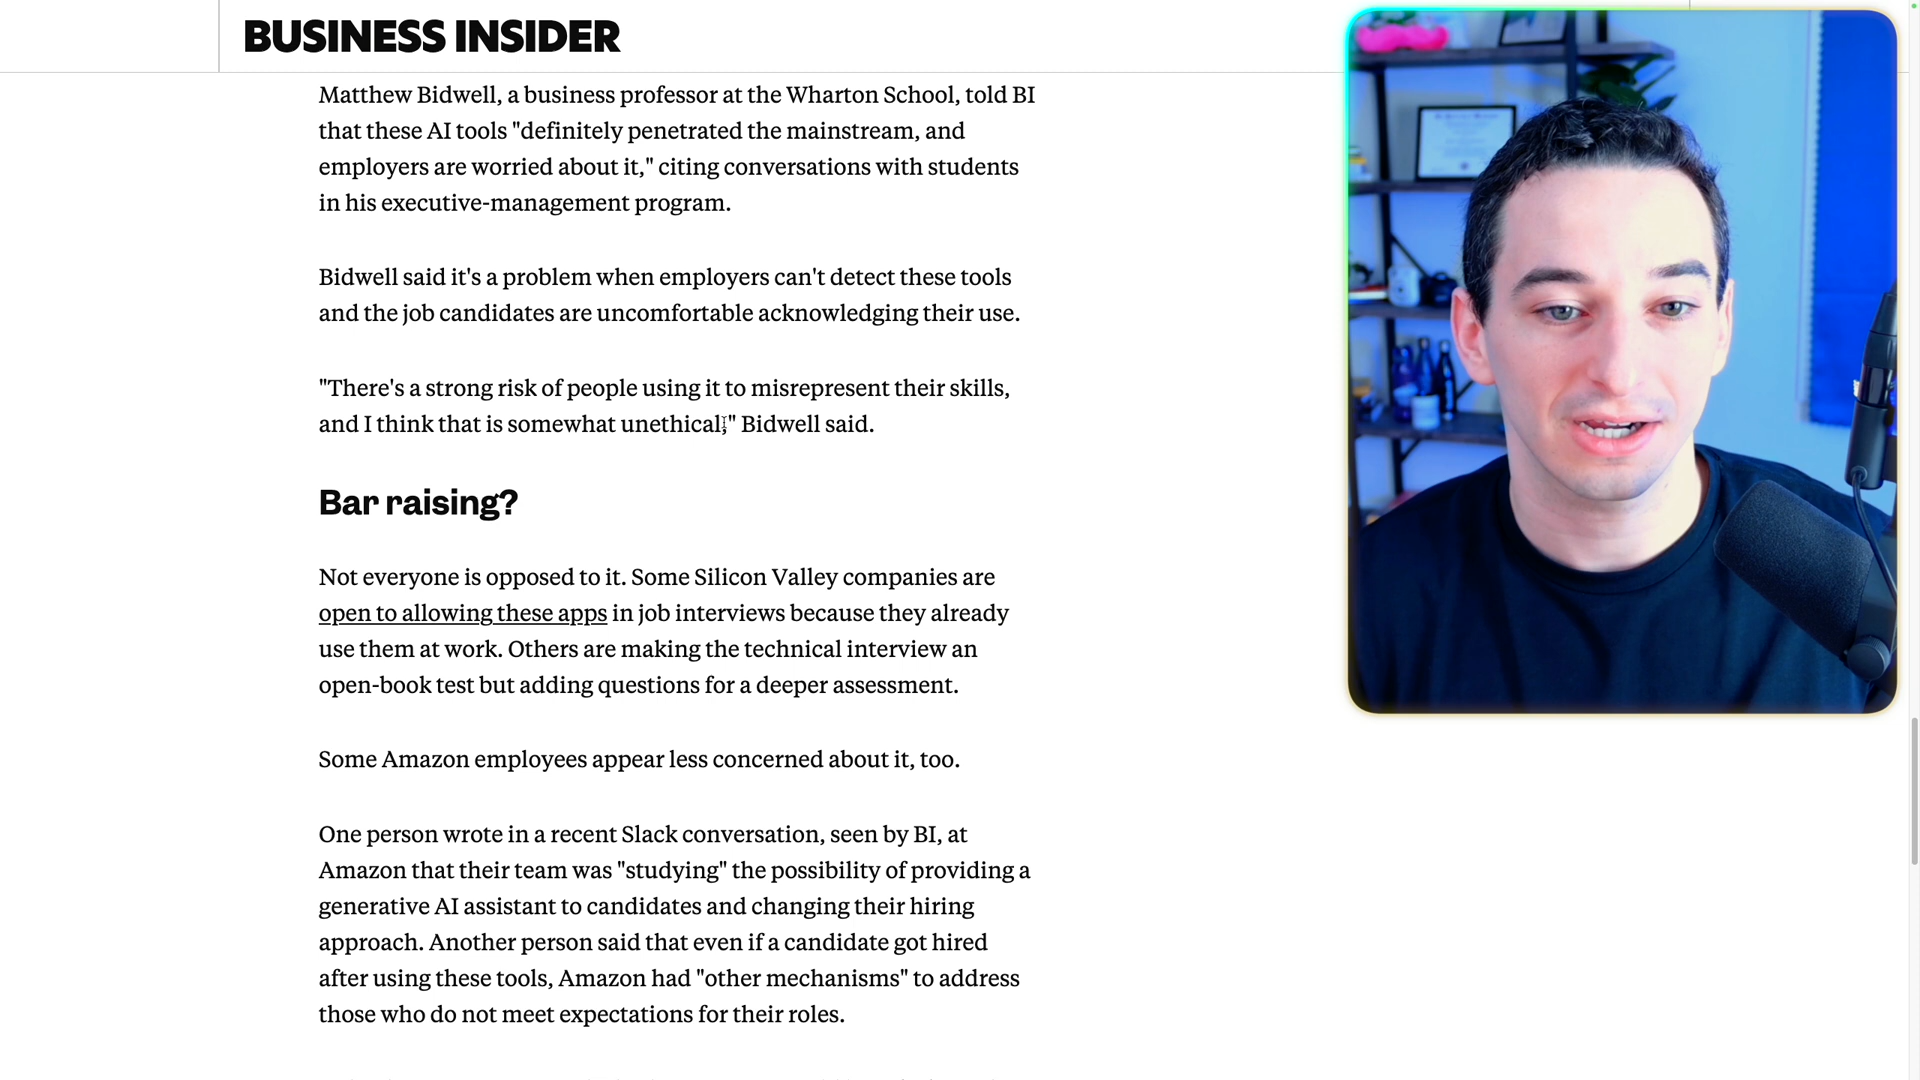 BUSINESS INSIDER
Matthew Bidwell, a business professor at the Wharton School, told BI
that these AI tools "definitely penetrated the mainstream, and
employers are worried about it," citing conversations with students
in his executive-management program.
Bidwell said it's a problem when employers can't detect these tools
and the job candidates are uncomfortable acknowledging their use.
"There's a strong risk of people using it to misrepresent their skills,
and I think that is somewhat unethical," Bidwell said.
Bar raising?
Not everyone is opposed to it. Some Silicon Valley companies are
open to allowing these apps in job interviews because they already
use them at work. Others are making the technical interview an
open-book test but adding questions for a deeper assessment.
Some Amazon employees appear less concerned about it, too.
One person wrote in a recent Slack conversation, seen by BI, at
Amazon that their team was "studying" the possibility of providing a
generative AI assistant to candidates and changing their hiring
approach. Another person said that even if a candidate got hired
after using these tools, Amazon had "other mechanisms" to address
those who do not meet expectations for their roles.